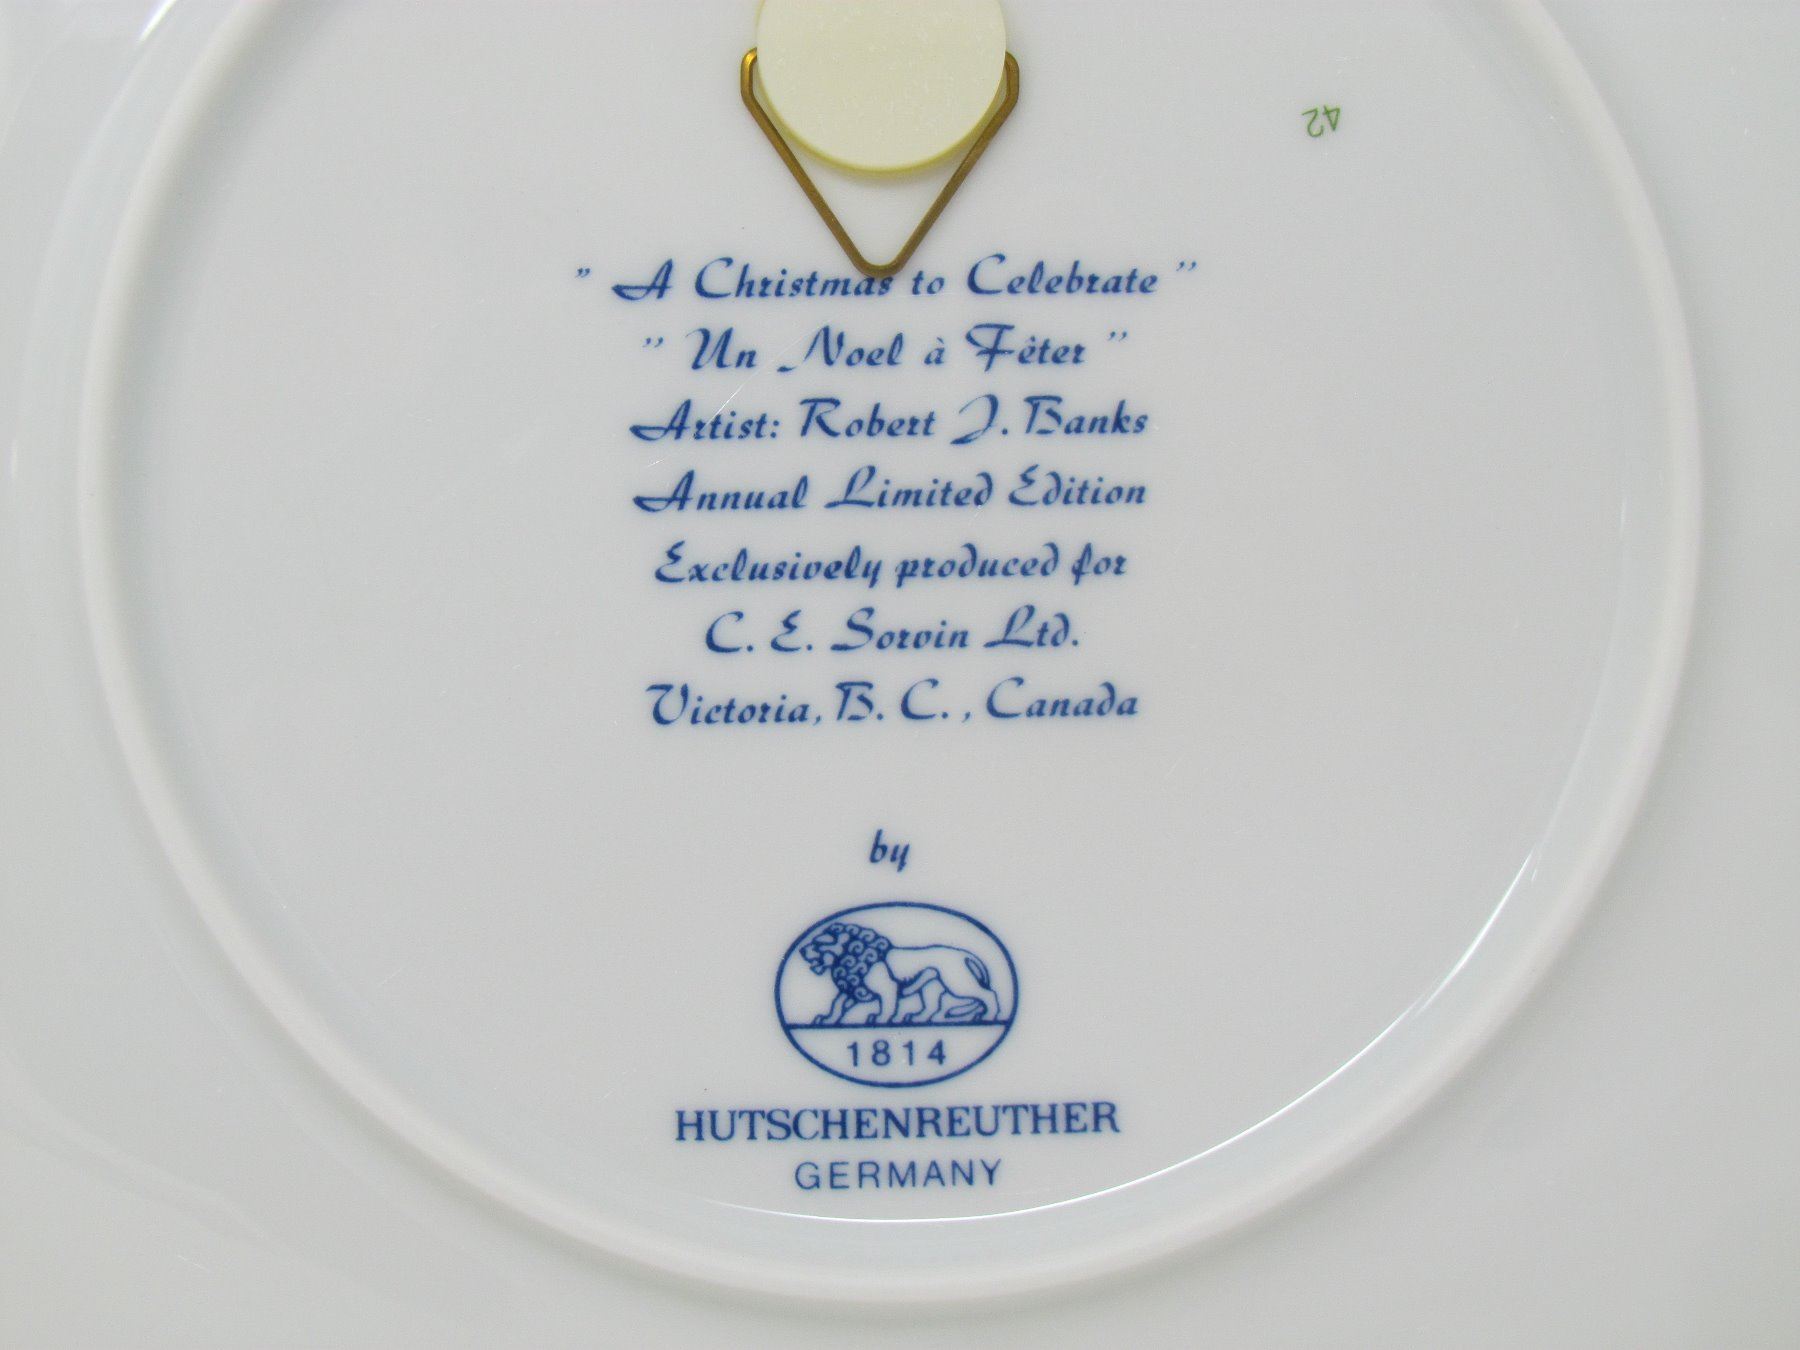 42
" A Christmas to Celebrate "
" Un Noel à Fêter "
Artist: Robert J. Banks
Annual Limited Edition
Exclusively produced for
C. E. Sorvin Ltd.
Victoria, B. C. , Canada
by
1814
HUTSCHENREUTHER
GERMANY